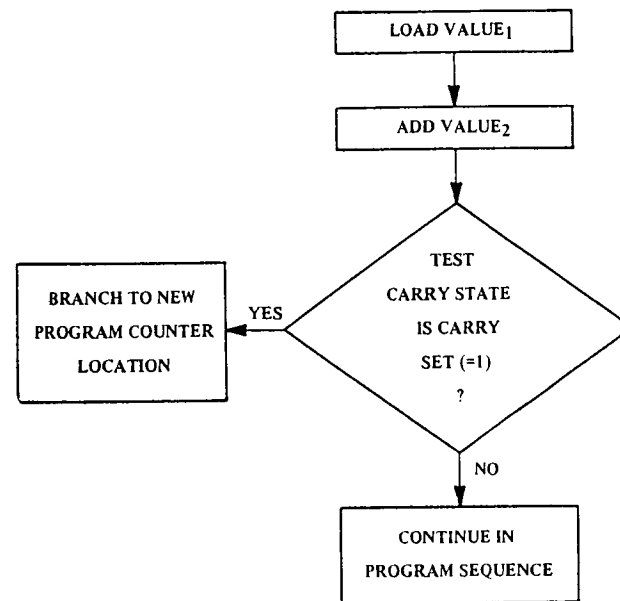 LOAD VALUE1
ADD VALUE2
TEST
CARRY STATE
IS CARRY
SET (=1)
?
YES
BRANCH TO NEW
PROGRAM COUNTER
LOCATION
NO
CONTINUE IN
PROGRAM SEQUENCE